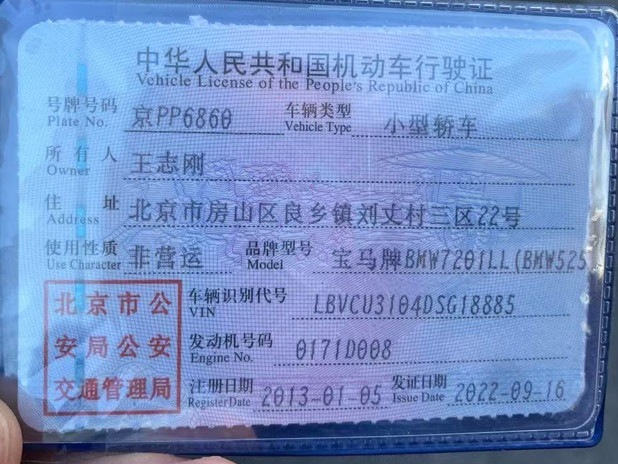 中华人民共和国机动车行驶证
Vehicle License of the People's Republic of China
号牌号码 京PP6860 车辆类型 小型轿车
Plate No. Vehicle Type
所有人 王志刚
Owner
住址 北京市房山区良乡镇刘丈村三区22号
Address
使用性质 非营运 品牌型号 宝马牌BMW7201LL(BMW525
Use Character Model
北京市公安局公安交通管理局
车辆识别代号 LBVCU3104DSG18885
VIN
发动机号码 0171D008
Engine No.
注册日期 2013-01-05 发证日期 2022-09-16
Register Date Issue Date